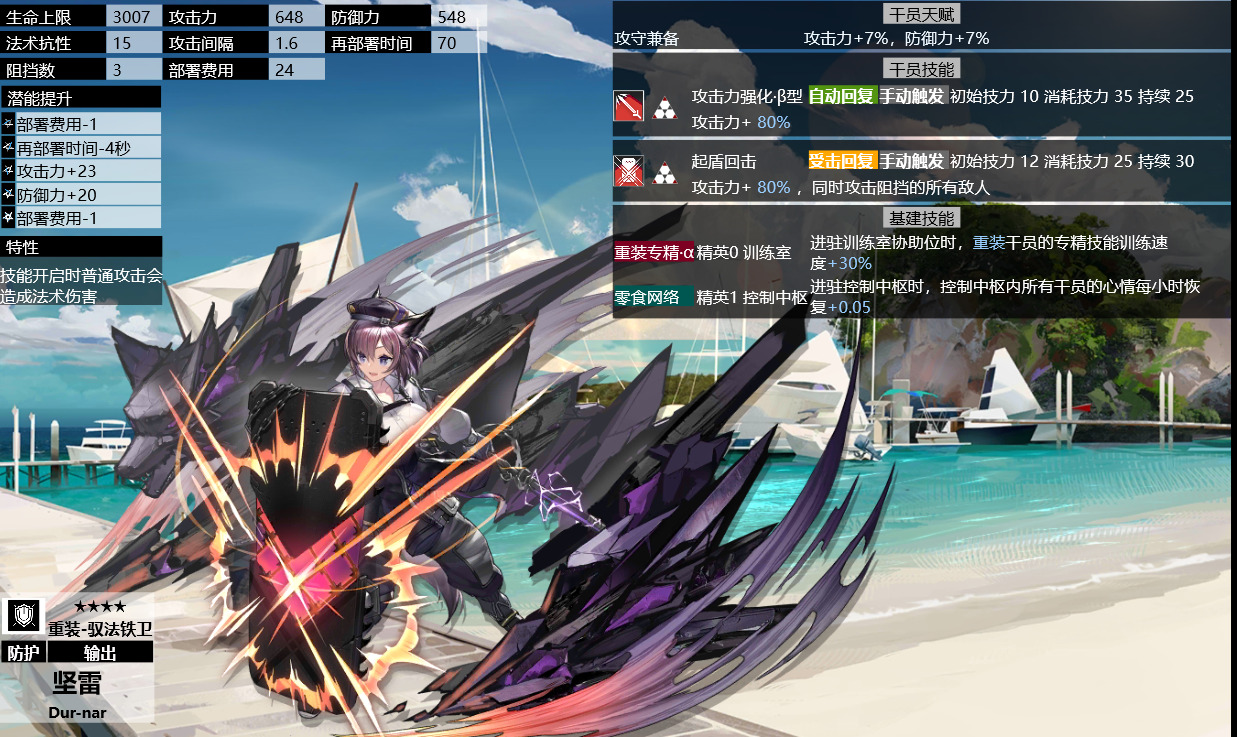 生命上限 3007 攻击力 648 防御力 548
法术抗性 15 攻击间隔 1.6 再部署时间 70
阻挡数 3 部署费用 24
潜能提升
部署费用-1
再部署时间-4秒
攻击力+23
防御力+20
部署费用-1
特性
技能开启时普通攻击会
造成法术伤害
干员天赋
攻守兼备 攻击力+7%，防御力+7%
干员技能
攻击力强化·β型 自动回复 手动触发 初始技力 10 消耗技力 35 持续 25
攻击力+ 80%
起盾回击 受击回复 手动触发 初始技力 12 消耗技力 25 持续 30
攻击力+ 80% ，同时攻击阻挡的所有敌人
基建技能
重装专精·α 精英0 训练室 进驻训练室协助位时，重装干员的专精技能训练速
度+30%
零食网络 精英1 控制中枢 进驻控制中枢时，控制中枢内所有干员的心情每小时恢
复+0.05
★★★★
重装-驭法铁卫
防护 输出
坚雷
Dur-nar